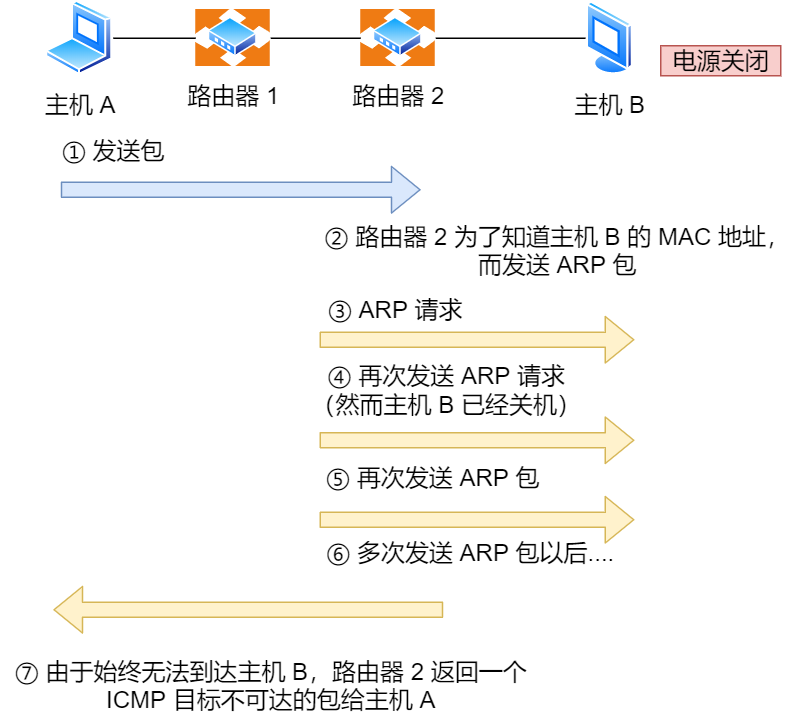 主机 A
路由器 1
路由器 2
主机 B
电源关闭
① 发送包
② 路由器 2 为了知道主机 B 的 MAC 地址，
而发送 ARP 包
③ ARP 请求
④ 再次发送 ARP 请求
（然而主机 B 已经关机）
⑤ 再次发送 ARP 包
⑥ 多次发送 ARP 包以后....
⑦ 由于始终无法到达主机 B，路由器 2 返回一个
ICMP 目标不可达的包给主机 A